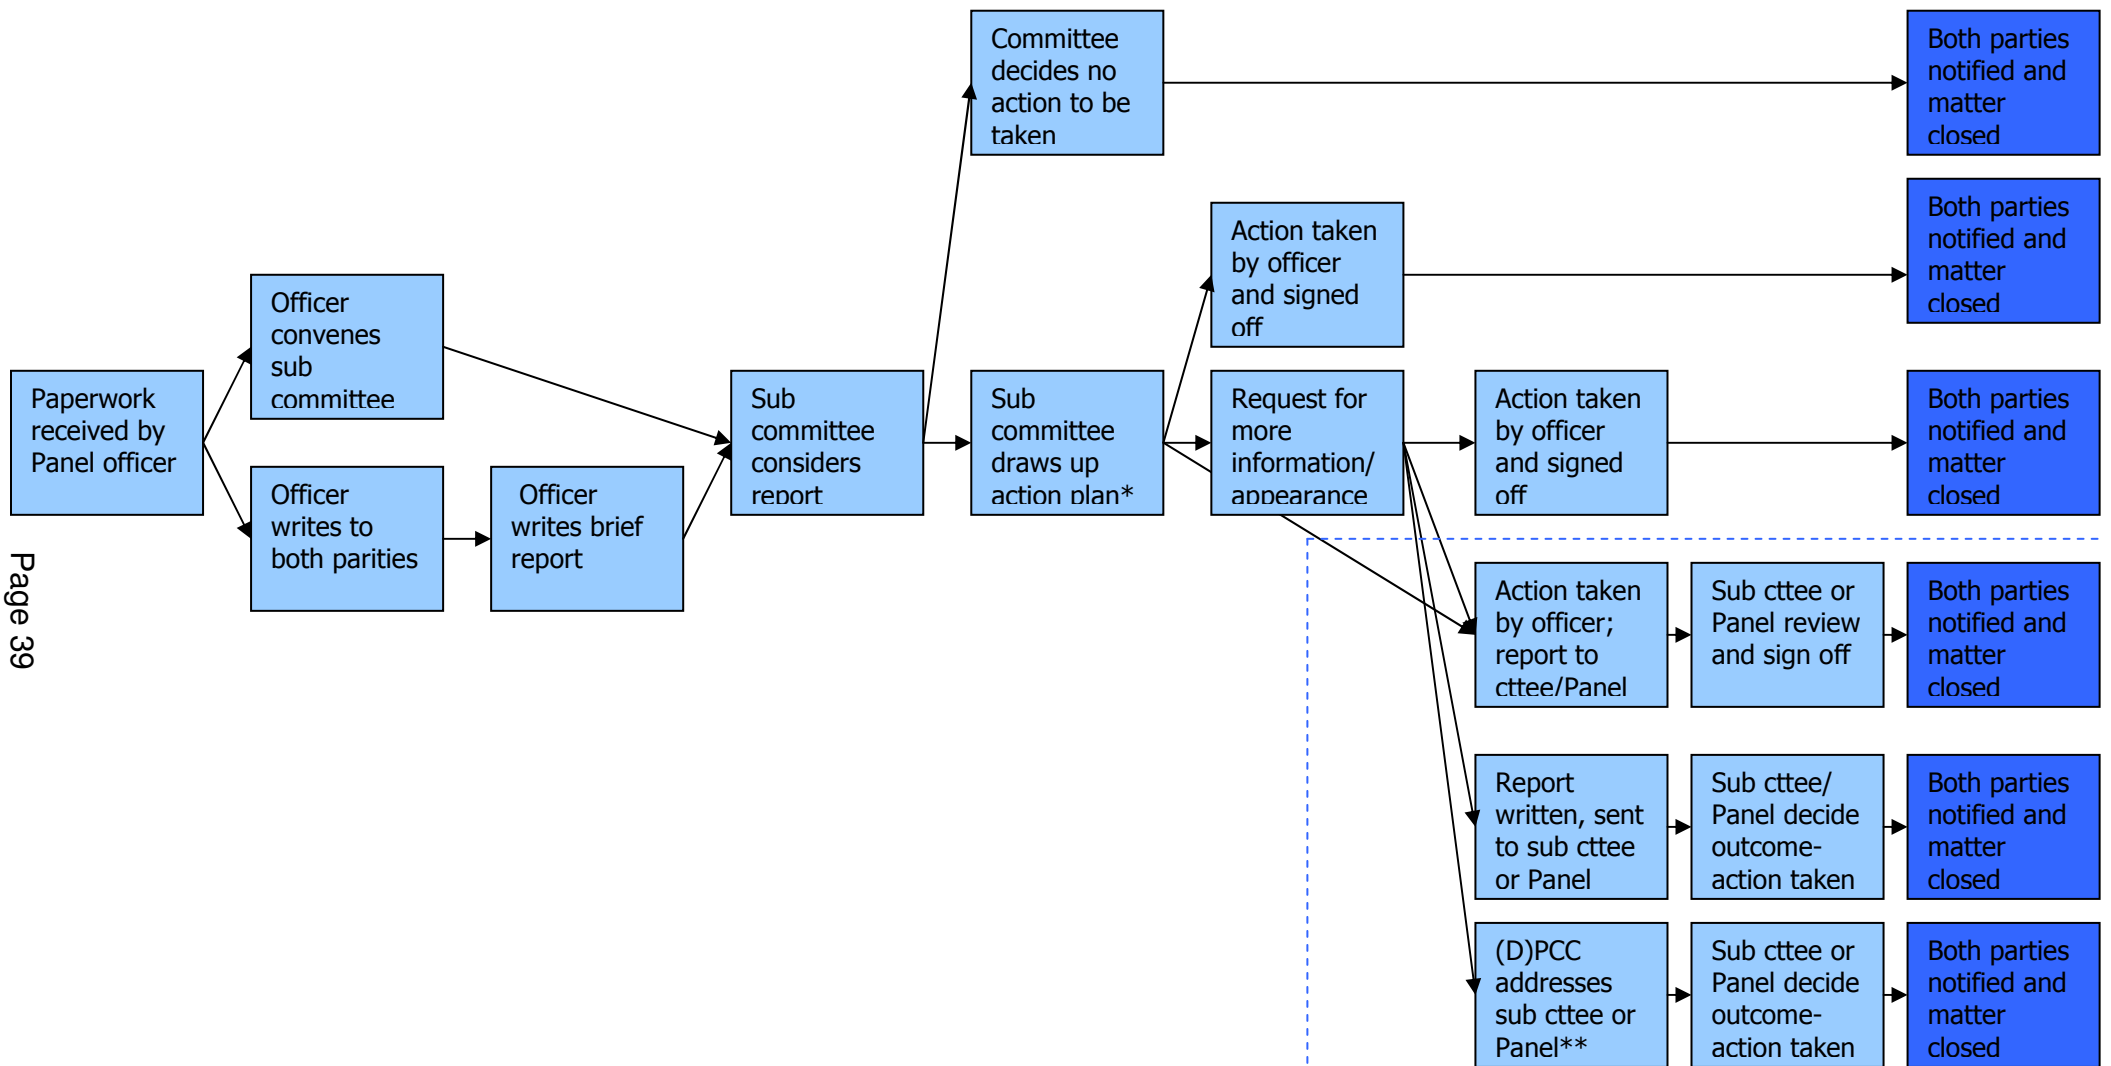 Committee
decides no
action to be
taken
Both parties
notified and
matter
closed
Action taken
by officer
and signed
off
Both parties
notified and
matter
closed
Officer
convenes
sub
committee
Paperwork
received by
Panel officer
Officer
writes to
both parities
Officer
writes brief
report
Sub
committee
considers
report
Sub
committee
draws up
action plan*
Request for
more
information/
appearance
Action taken
by officer
and signed
off
Both parties
notified and
matter
closed
Action taken
by officer;
report to
cttee/Panel
Sub cttee or
Panel review
and sign off
Both parties
notified and
matter
closed
Report
written, sent
to sub cttee
or Panel
Sub cttee/
Panel decide
outcome-
action taken
Both parties
notified and
matter
closed
(D)PCC
addresses
sub cttee or
Panel**
Sub cttee or
Panel decide
outcome-
action taken
Both parties
notified and
matter
closed
Page 39